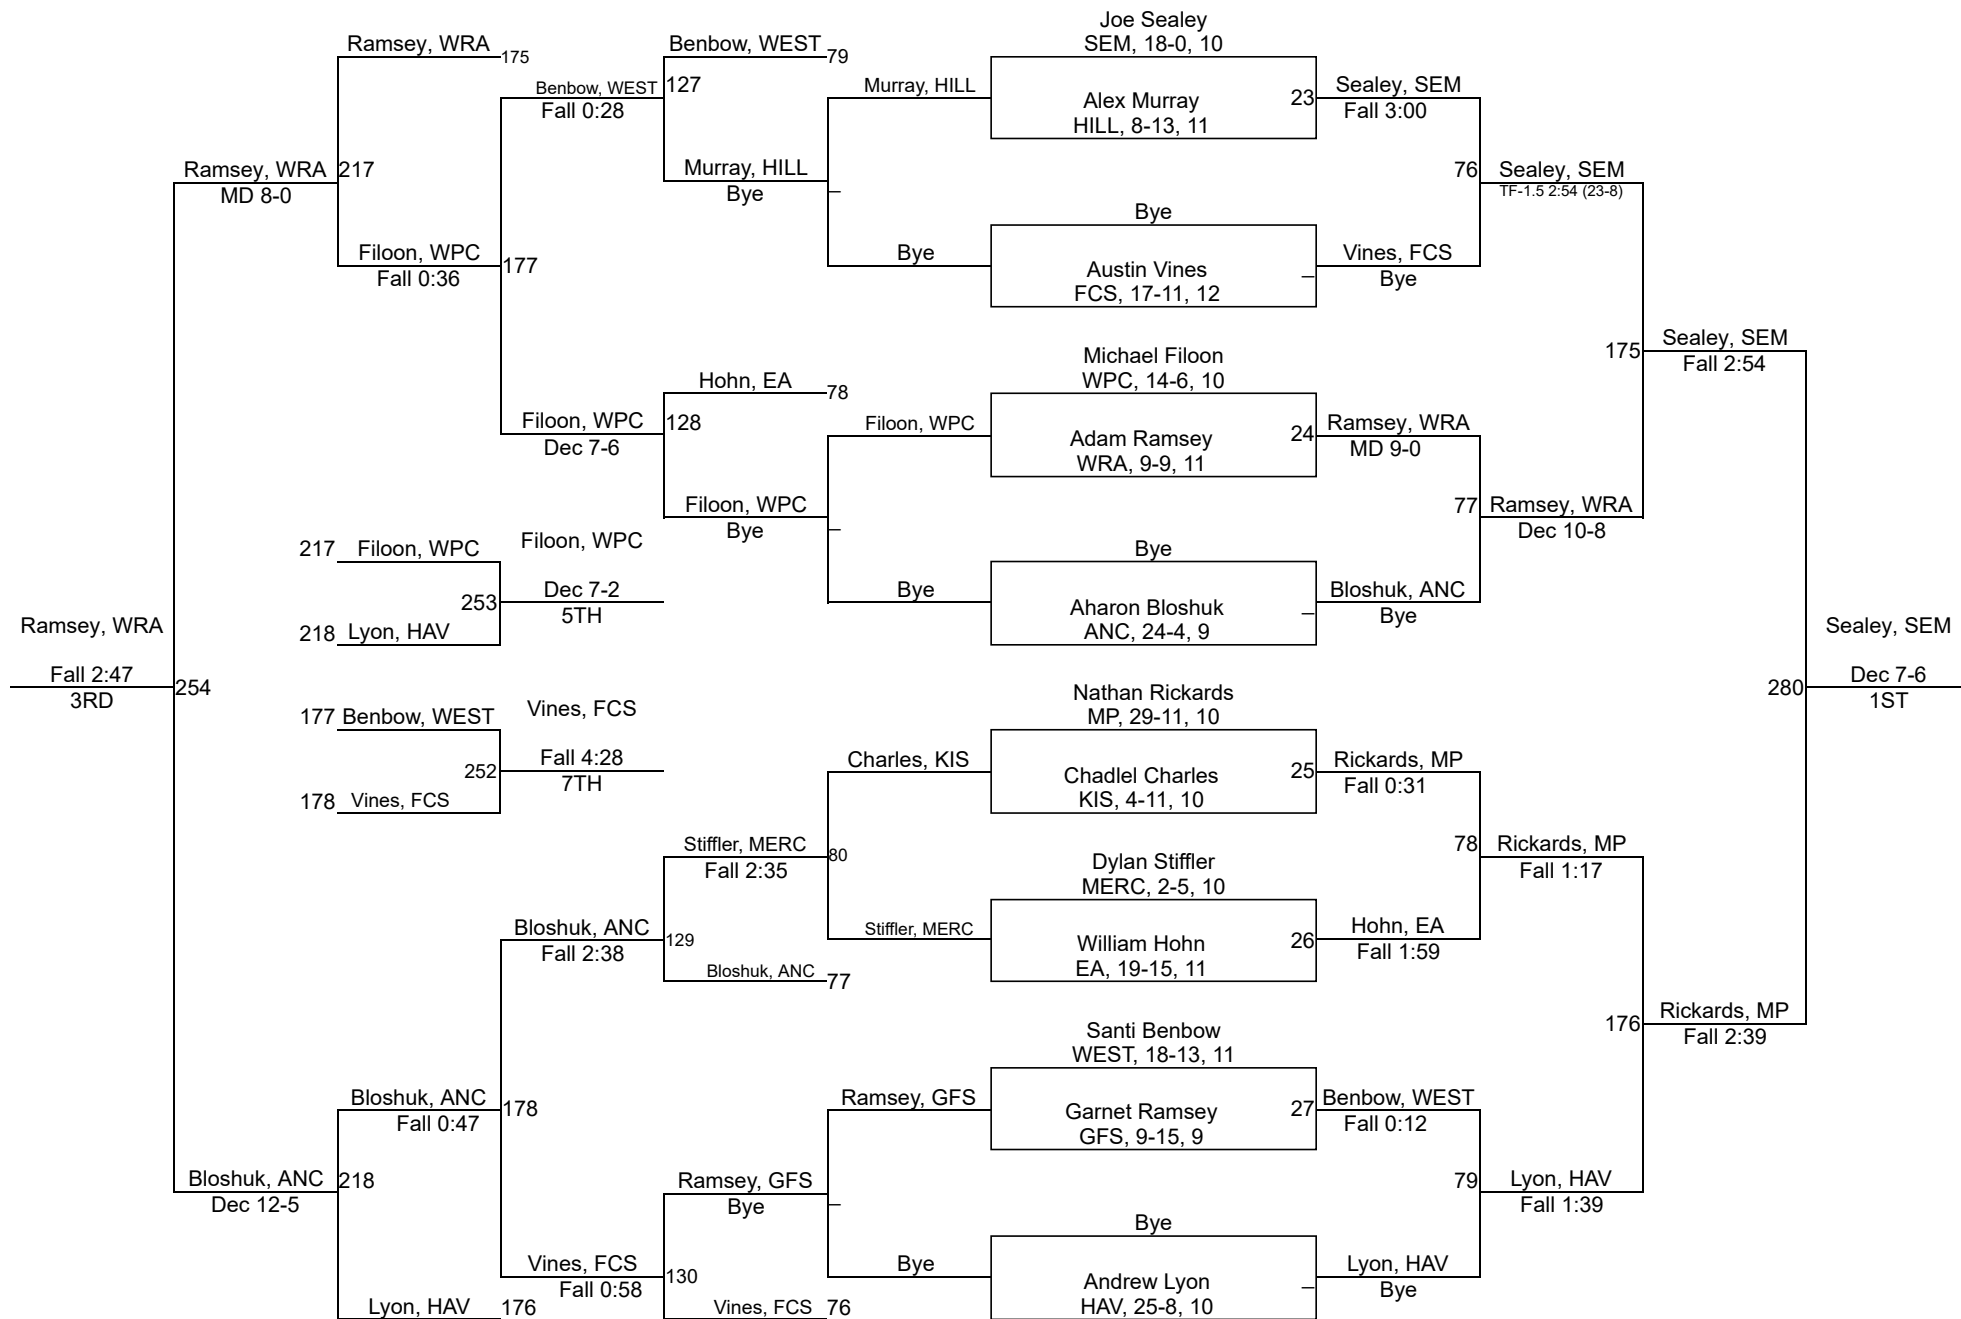 Joe Sealey
SEM, 18-0, 10
Ramsey, WRA
175
Benbow, WEST
79
Benbow, WEST
127
Fall 0:28
Murray, HILL
Alex Murray
HILL, 8-13, 11
23
Sealey, SEM
Fall 3:00
Ramsey, WRA
217
MD 8-0
Murray, HILL
Bye
–
76
Sealey, SEM
TF-1.5 2:54 (23-8)
Bye
Filoon, WPC
Fall 0:36
177
Bye
Austin Vines
FCS, 17-11, 12
–
Vines, FCS
Bye
175
Sealey, SEM
Fall 2:54
Michael Filoon
WPC, 14-6, 10
Hohn, EA
78
Filoon, WPC
128
Dec 7-6
Filoon, WPC
Adam Ramsey
WRA, 9-9, 11
24
Ramsey, WRA
MD 9-0
Filoon, WPC
Bye
–
77
Ramsey, WRA
Dec 10-8
217
Filoon, WPC
Filoon, WPC
Bye
253
Dec 7-2
5TH
218
Lyon, HAV
Bye
Aharon Bloshuk
ANC, 24-4, 9
–
Bloshuk, ANC
Bye
Ramsey, WRA
Fall 2:47
3RD
254
Sealey, SEM
280
Dec 7-6
1ST
Nathan Rickards
MP, 29-11, 10
177
Benbow, WEST
Vines, FCS
252
Fall 4:28
7TH
178
Vines, FCS
Charles, KIS
Chadlel Charles
KIS, 4-11, 10
25
Rickards, MP
Fall 0:31
Stiffler, MERC
80
Fall 2:35
78
Rickards, MP
Fall 1:17
Dylan Stiffler
MERC, 2-5, 10
Bloshuk, ANC
129
Fall 2:38
Stiffler, MERC
William Hohn
EA, 19-15, 11
26
Hohn, EA
Fall 1:59
Bloshuk, ANC
77
176
Rickards, MP
Fall 2:39
Santi Benbow
WEST, 18-13, 11
Bloshuk, ANC
178
Fall 0:47
Ramsey, GFS
Garnet Ramsey
GFS, 9-15, 9
27
Benbow, WEST
Fall 0:12
Bloshuk, ANC
218
Dec 12-5
Ramsey, GFS
Bye
–
79
Lyon, HAV
Fall 1:39
Bye
Vines, FCS
130
Fall 0:58
Bye
Andrew Lyon
HAV, 25-8, 10
–
Lyon, HAV
Bye
Lyon, HAV
176
Vines, FCS
76